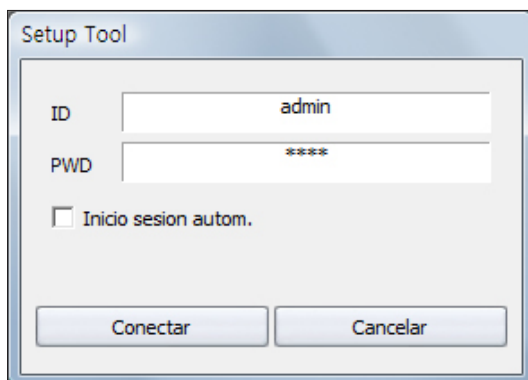 Setup Tool
ID admin
PWD ****
Inicio sesion autom.
Conectar Cancelar